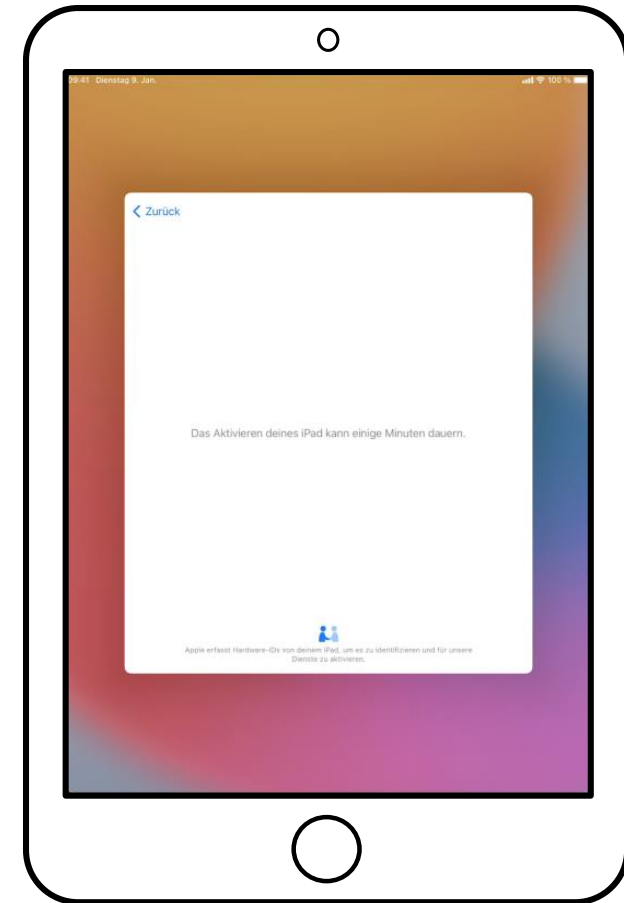 09:41 Dienstag 9. Jan. 100 %
Zurück
Das Aktivieren deines iPad kann einige Minuten dauern.
Apple erfasst Hardware-IDs von deinem iPad, um es zu identifizieren und für unsere
Dienste zu aktivieren.